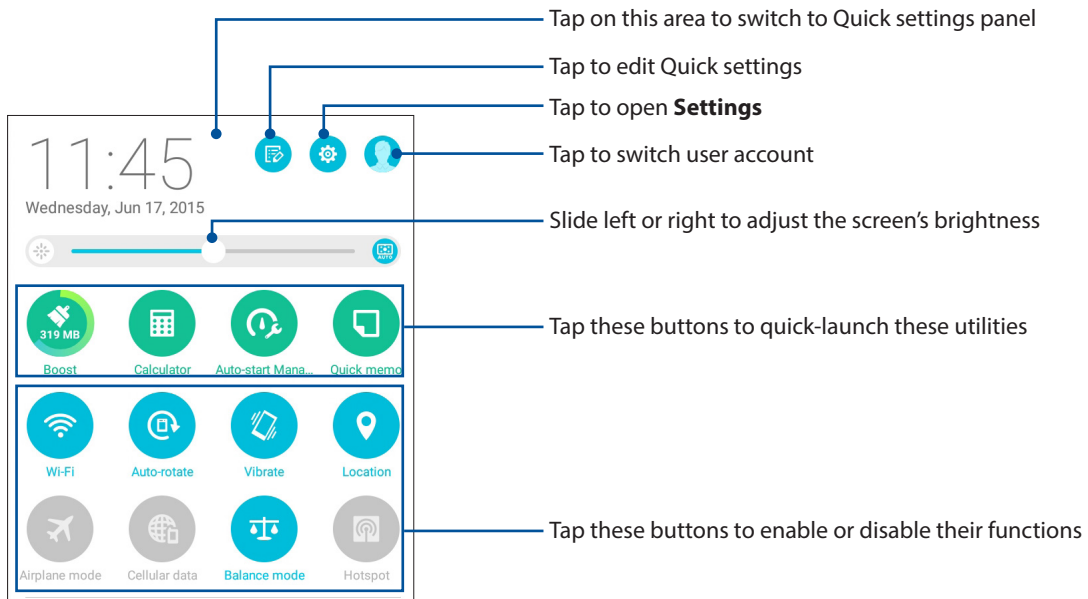 Tap on this area to switch to Quick settings panel
Tap to edit Quick settings
Tap to open Settings
Tap to switch user account
Slide left or right to adjust the screen's brightness
Tap these buttons to quick-launch these utilities
Tap these buttons to enable or disable their functions
11:45
Wednesday, Jun 17, 2015
AUTO
319 MB
Boost Calculator Auto-start Mana... Quick memo
Wi-Fi Auto-rotate Vibrate Location
Airplane mode Cellular data Balance mode Hotspot